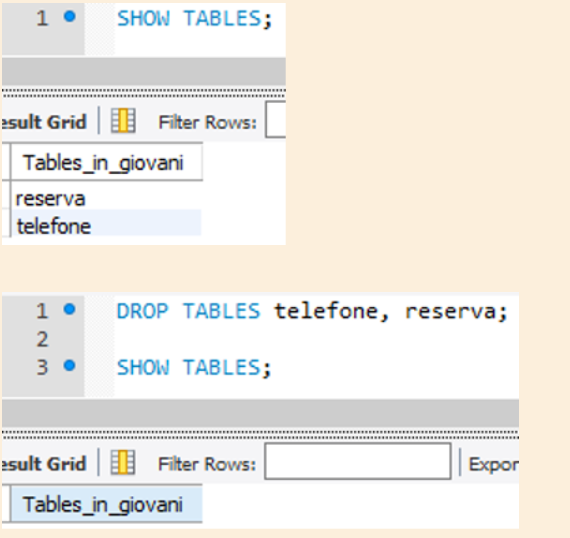 1 SHOW TABLES;
esult Grid Filter Rows:
Tables_in_giovani
reserva
telefone
1 DROP TABLES telefone, reserva;
2
3 SHOW TABLES;
esult Grid Filter Rows: Expor
Tables_in_giovani